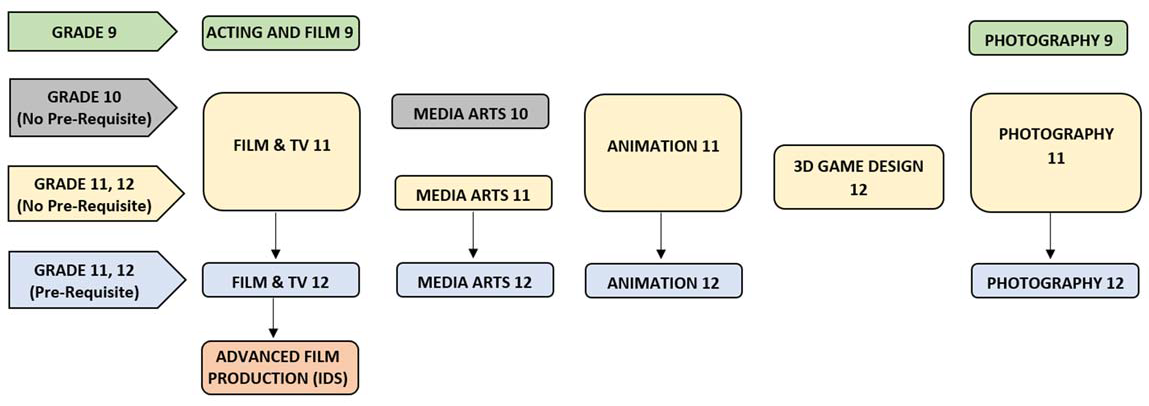 GRADE 9
ACTING AND FILM 9
PHOTOGRAPHY 9
GRADE 10
(No Pre-Requisite)
FILM & TV 11
MEDIA ARTS 10
ANIMATION 11
PHOTOGRAPHY
11
3D GAME DESIGN
12
GRADE 11, 12
(No Pre-Requisite)
MEDIA ARTS 11
GRADE 11, 12
(Pre-Requisite)
FILM & TV 12
MEDIA ARTS 12
ANIMATION 12
PHOTOGRAPHY 12
ADVANCED FILM
PRODUCTION (IDS)